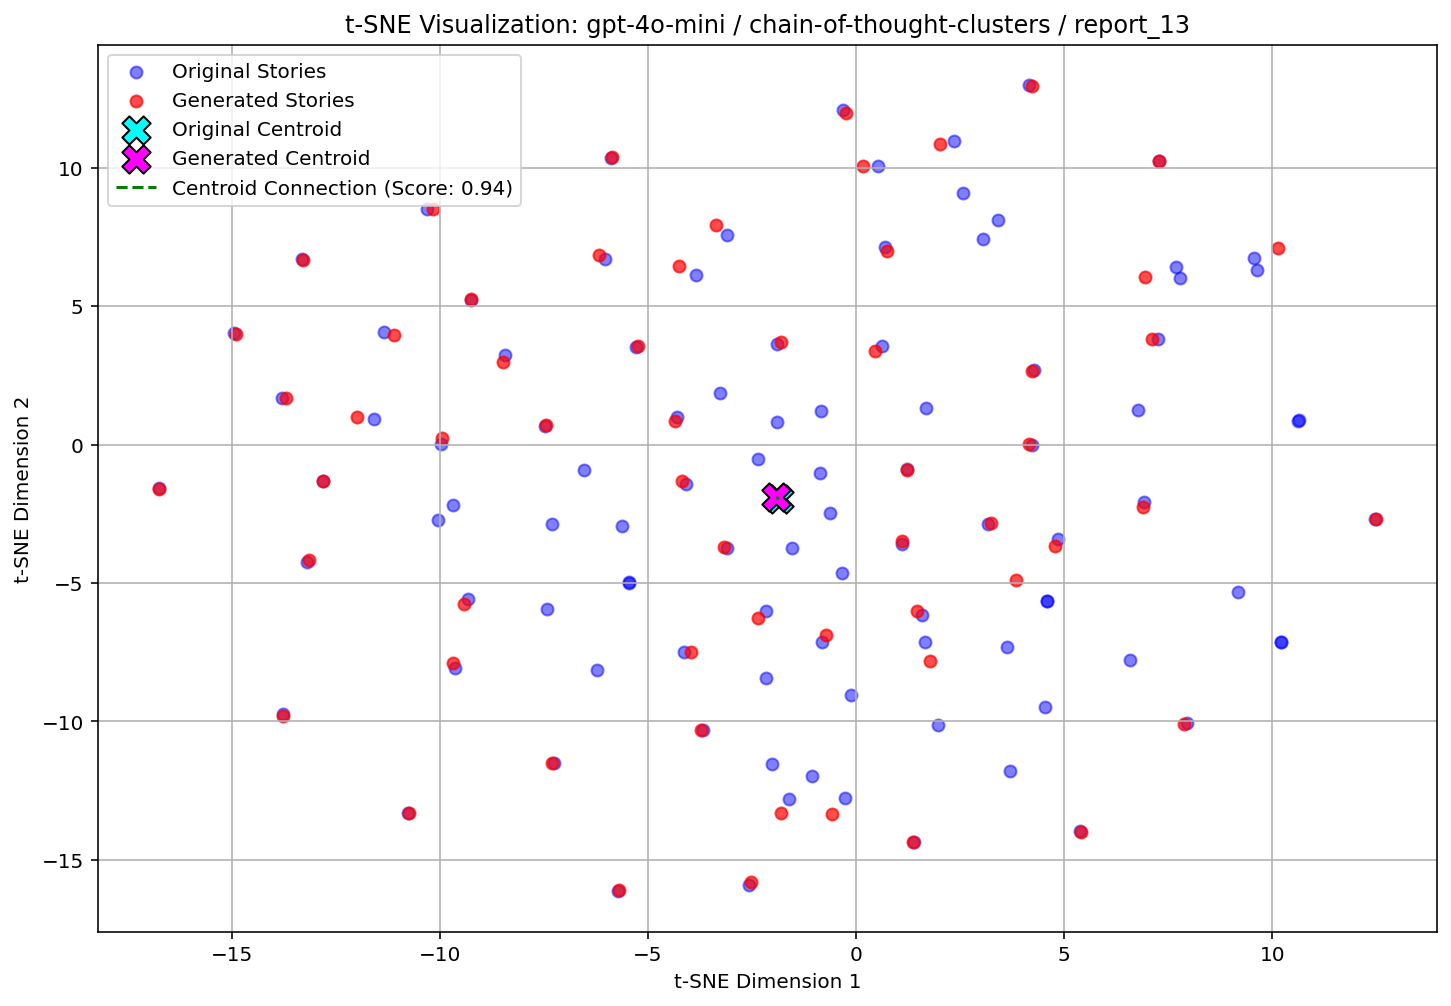 t-SNE Visualization: gpt-4o-mini / chain-of-thought-clusters / report_13
Original Stories
Generated Stories
Original Centroid
Generated Centroid
Centroid Connection (Score: 0.94)
10
5
0
−5
−10
−15
t-SNE Dimension 2
−15 −10 −5 0 5 10
t-SNE Dimension 1